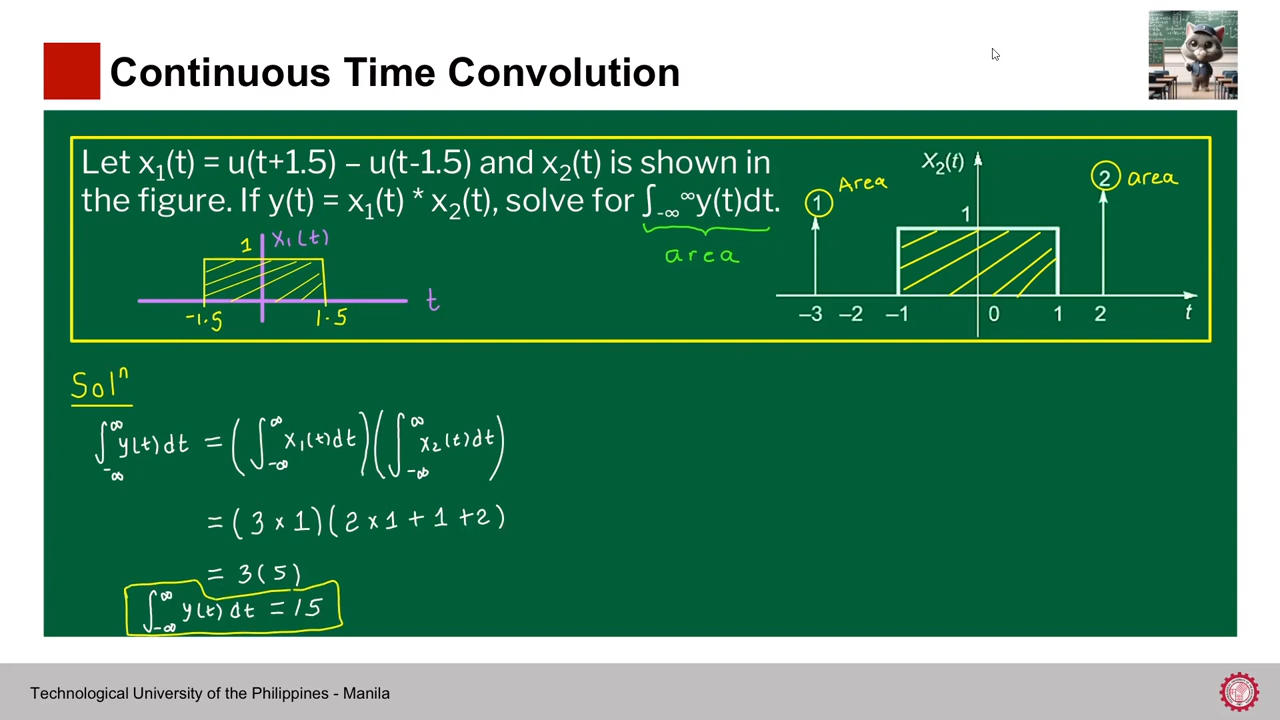 Continuous Time Convolution
Let x₁(t) = u(t+1.5) – u(t-1.5) and x₂(t) is shown in
the figure. If y(t) = x₁(t) * x₂(t), solve for ∫₋∞^∞ y(t)dt.
area
1 x₁(t)
-1.5 1.5 t
X₂(t)
1 Area
2 area
1
–3 –2 –1 0 1 2 t
Solⁿ
∫₋∞^∞ y(t)dt = (∫₋∞^∞ x₁(t)dt)(∫₋∞^∞ x₂(t)dt)
= (3 × 1)(2 × 1 + 1 + 2)
= 3(5)
∫₋∞^∞ y(t)dt = 15
Technological University of the Philippines - Manila